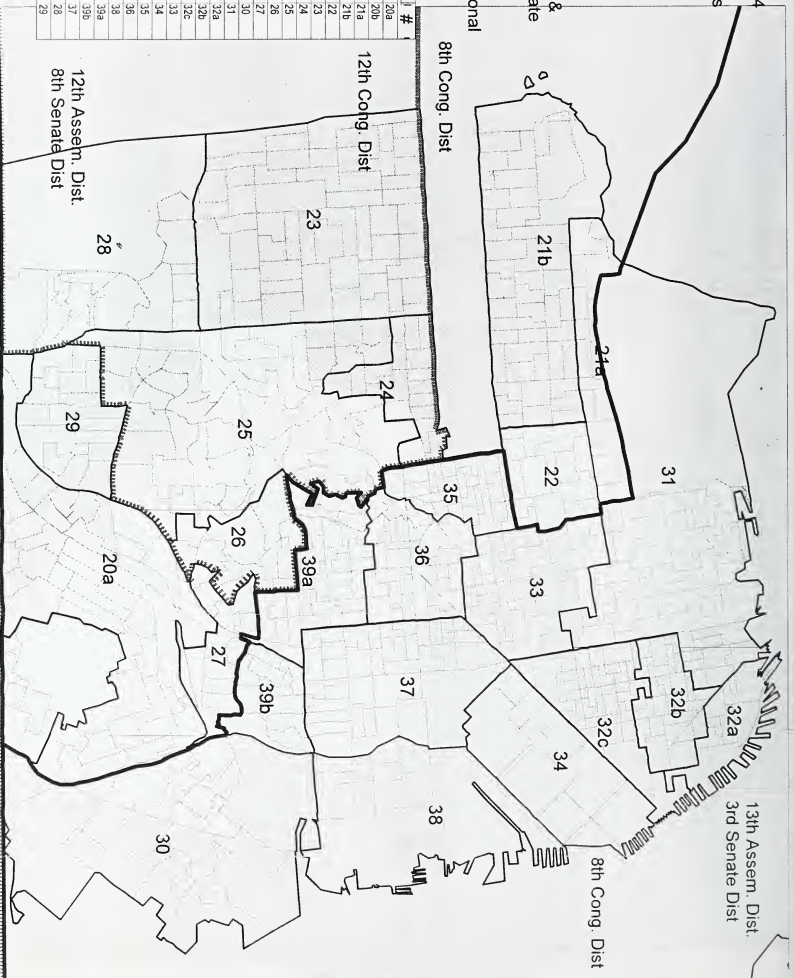 4
s
13th Assem. Dist.
3rd Senate Dist
31
32a
32b
32c
33
34
8th Cong. Dist
21a
21b
22
35
36
37
38
&
ate
onal
8th Cong. Dist
12th Cong. Dist
24
23
25
39a
26
39b
27
30
28
29
20a
12th Assem. Dist.
8th Senate Dist
#
20a
20b
21a
21b
23
24
25
26
27
30
31
32a
32b
32c
33
34
35
36
38
39a
39b
37
28
29